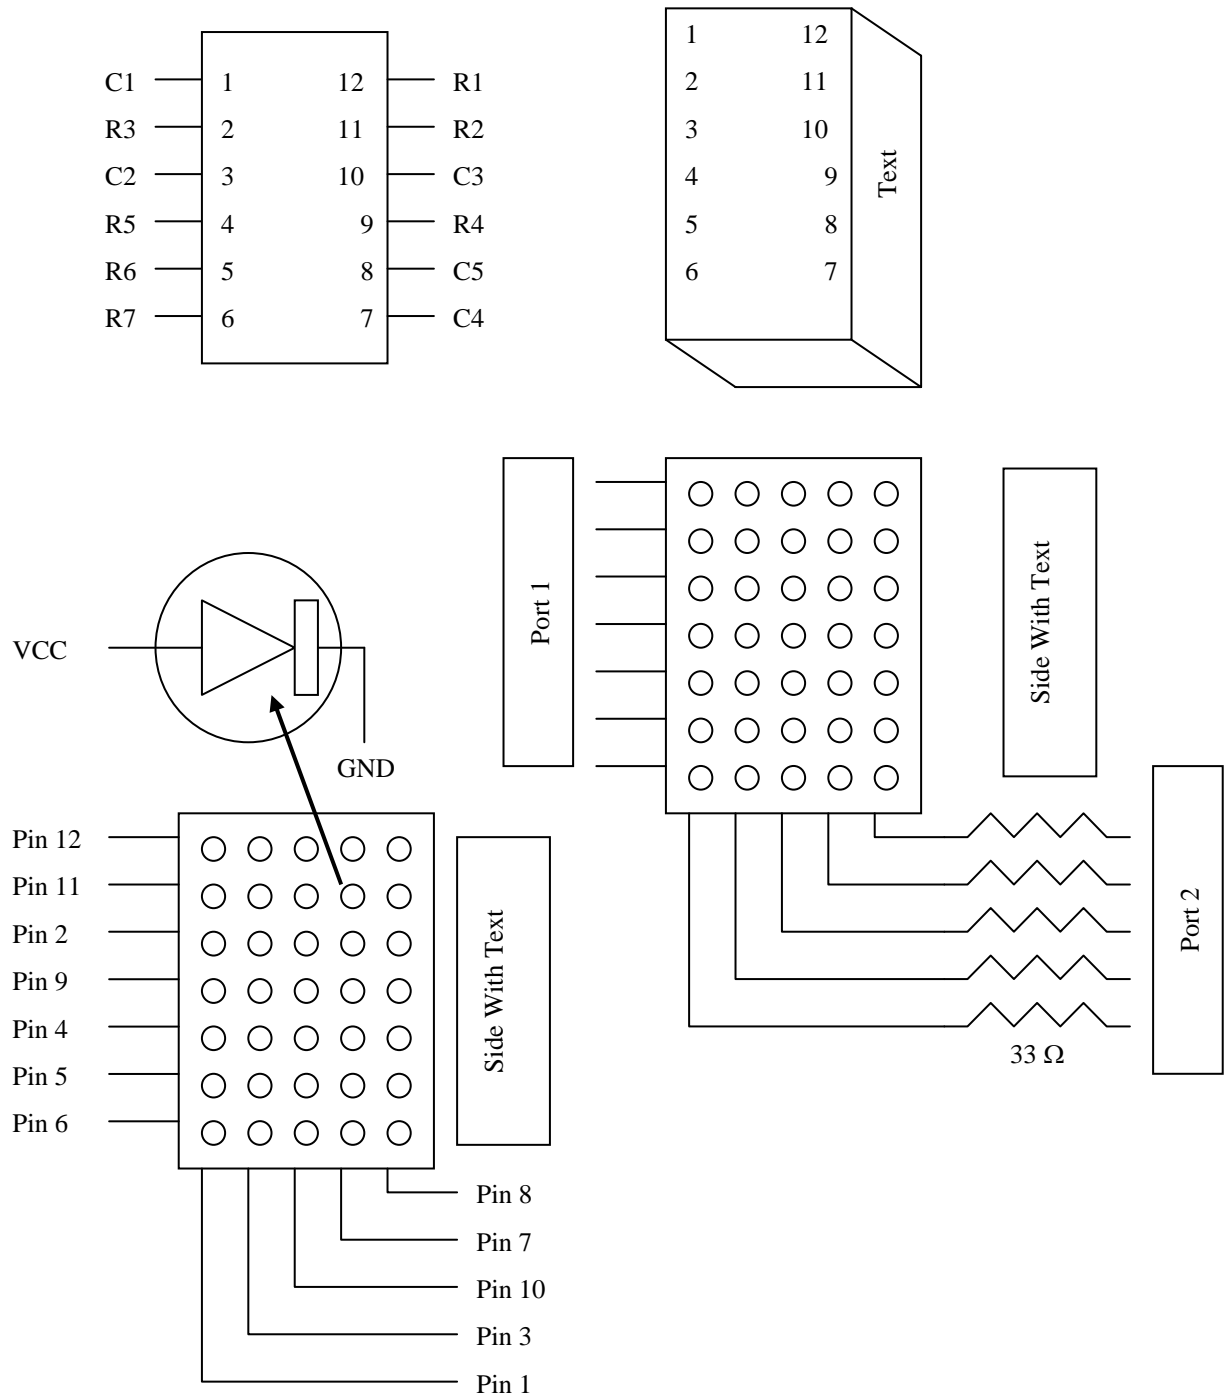 C1 1 12 R1
R3 2 11 R2
C2 3 10 C3
R5 4 9 R4
R6 5 8 C5
R7 6 7 C4
1 12
2 11
3 10
4 9
5 8
6 7
Text
VCC
GND
Port 1
Side With Text
Port 2
33 Ω
Pin 12
Pin 11
Pin 2
Pin 9
Pin 4
Pin 5
Pin 6
Side With Text
Pin 8
Pin 7
Pin 10
Pin 3
Pin 1